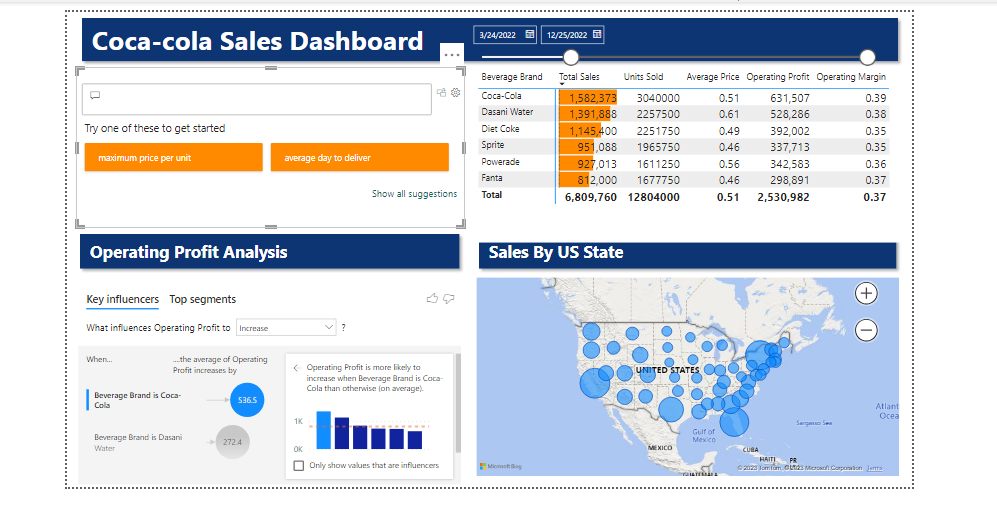 Coca-cola Sales Dashboard
3/24/2022 12/25/2022
Try one of these to get started
maximum price per unit average day to deliver
Show all suggestions
Beverage Brand Total Sales Units Sold Average Price Operating Profit Operating Margin
Coca-Cola 1,582,373 3040000 0.51 631,507 0.39
Dasani Water 1,391,888 2257500 0.61 528,286 0.38
Diet Coke 1,145,400 2251750 0.49 392,002 0.35
Sprite 951,088 1965750 0.46 337,713 0.35
Powerade 927,013 1611250 0.56 342,583 0.36
Fanta 812,000 1677750 0.46 298,891 0.37
Total 6,809,760 12804000 0.51 2,530,982 0.37
Operating Profit Analysis
Key influencers Top segments
What influences Operating Profit to Increase ?
When...
...the average of Operating
Profit increases by
Beverage Brand is Coca-
Cola
536.5
Beverage Brand is Dasani
Water
272.4
Operating Profit is more likely to
increase when Beverage Brand is Coca-
Cola than otherwise (on average).
1K
0K
Only show values that are influencers
Sales By US State
UNITED STATES
Atlant
Ocea
Sargasso Sea
Gulf of
Mexico
MEXICO
CUBA
HAITI
PR
GUATEMALA
Microsoft Bing
© 2023 TomTom, © 2023 Microsoft Corporation Terms